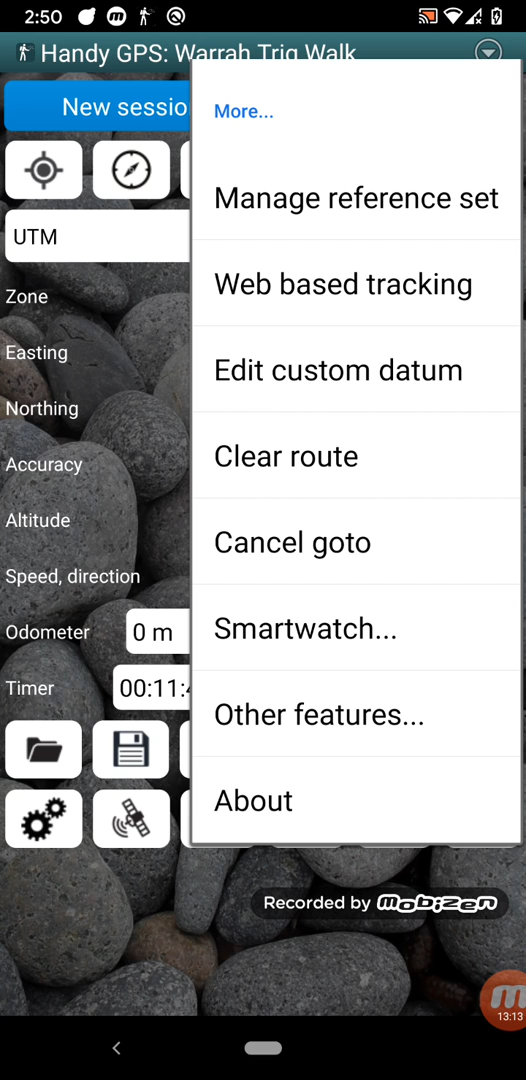 2:50
Handy GPS: Warrah Trig Walk
New sessio
More...
Manage reference set
UTM
Web based tracking
Zone
Easting
Edit custom datum
Northing
Clear route
Accuracy
Altitude
Cancel goto
Speed, direction
Odometer
0 m
Smartwatch...
Timer
00:11:4
Other features...
About
Recorded by mobizen
13:13